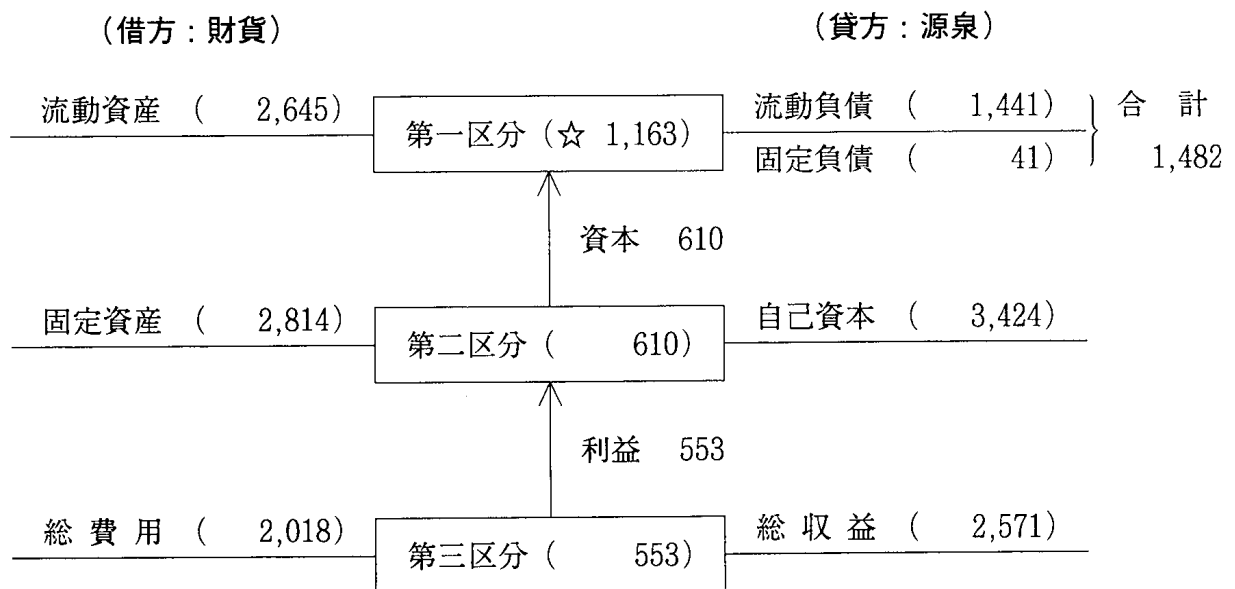 （借方：財貨） （貸方：源泉）
流動資産 （ 2,645） 第一区分（☆ 1,163） 流動負債 （ 1,441） 合 計
固定負債 （ 41） 1,482
資本 610
固定資産 （ 2,814） 第二区分（ 610） 自己資本 （ 3,424）
利益 553
総 費 用 （ 2,018） 第三区分（ 553） 総 収 益 （ 2,571）